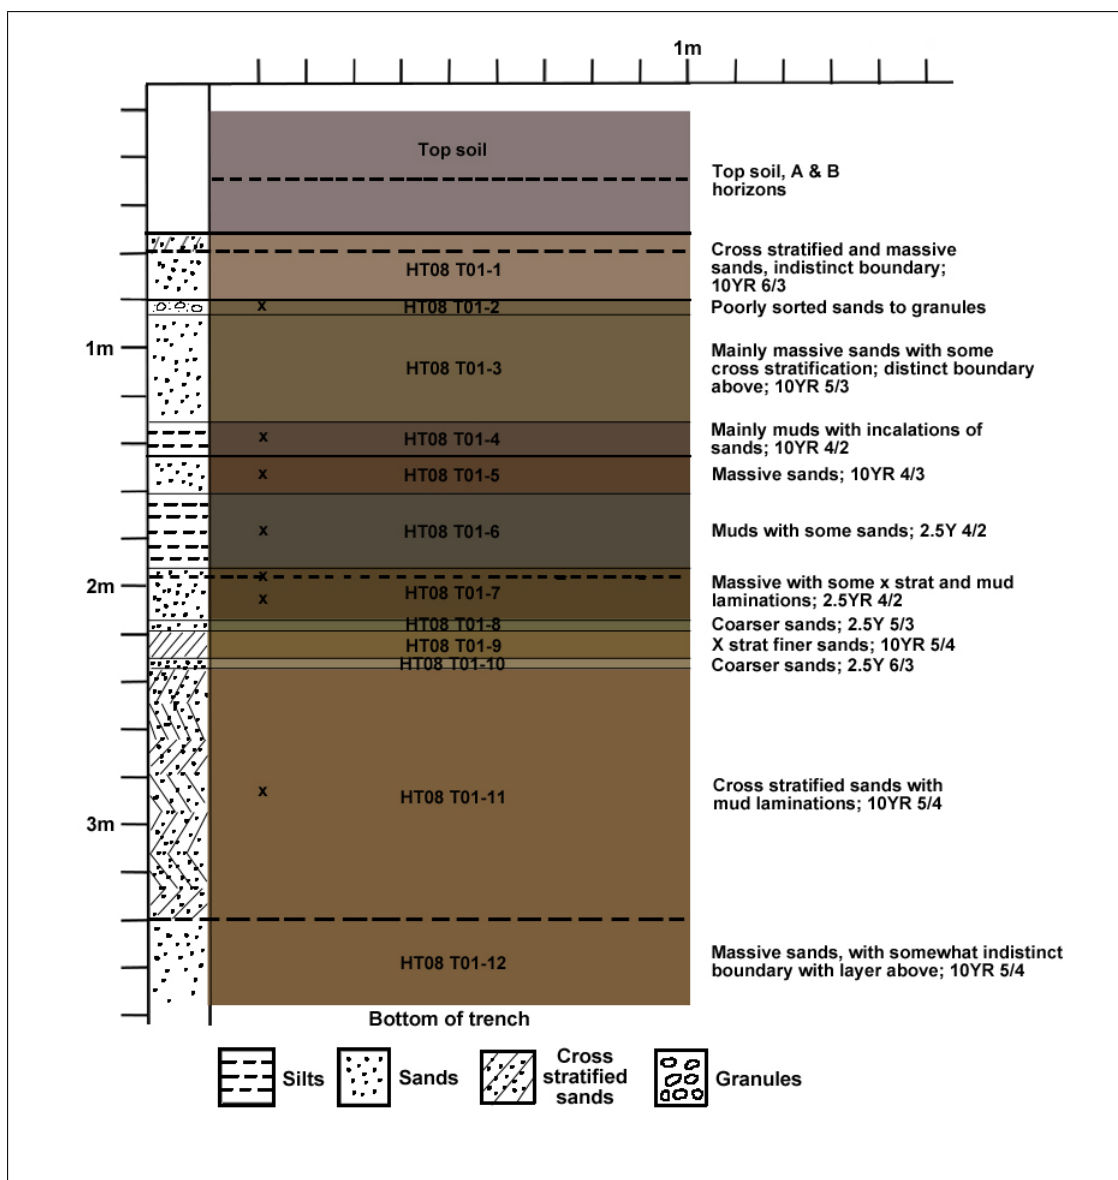 1m
Top soil
Top soil, A & B
horizons
HT08 T01-1
Cross stratified and massive
sands, indistinct boundary;
10YR 6/3
x
HT08 T01-2
Poorly sorted sands to granules
1m
HT08 T01-3
Mainly massive sands with some
cross stratification; distinct boundary
above; 10YR 5/3
x
HT08 T01-4
Mainly muds with incalations of
sands; 10YR 4/2
x
HT08 T01-5
Massive sands; 10YR 4/3
x
HT08 T01-6
Muds with some sands; 2.5Y 4/2
2m
x
x
HT08 T01-7
Massive with some x strat and mud
laminations; 2.5YR 4/2
HT08 T01-8
Coarser sands; 2.5Y 5/3
HT08 T01-9
X strat finer sands; 10YR 5/4
HT08 T01-10
Coarser sands; 2.5Y 6/3
x
HT08 T01-11
Cross stratified sands with
mud laminations; 10YR 5/4
3m
HT08 T01-12
Massive sands, with somewhat indistinct
boundary with layer above; 10YR 5/4
Bottom of trench
Silts
Sands
Cross
stratified
sands
Granules